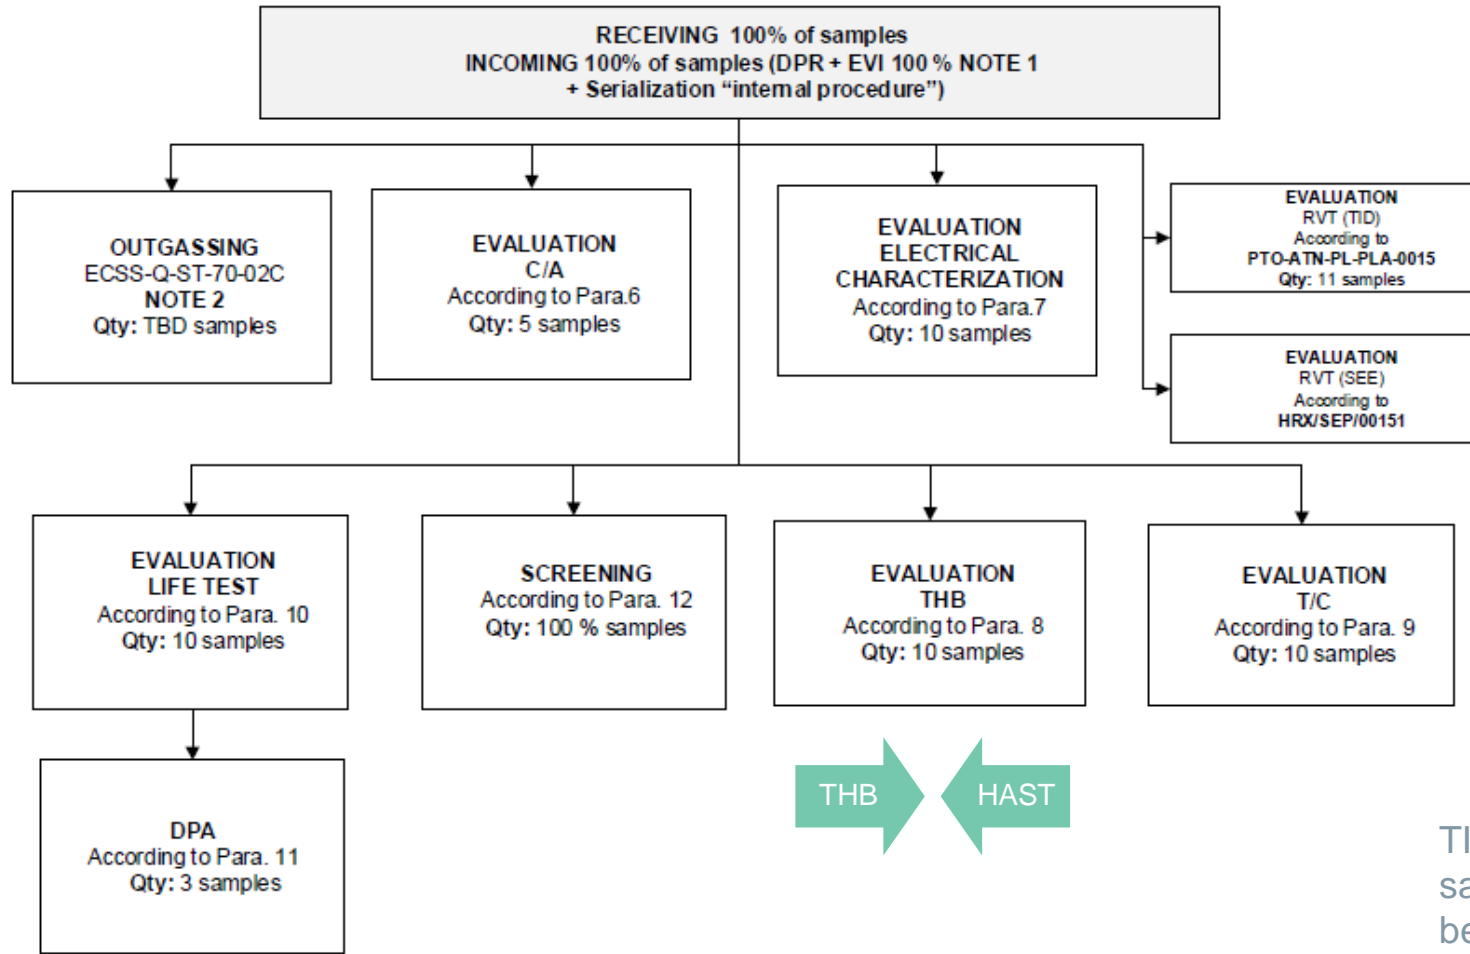 RECEIVING 100% of samples
INCOMING 100% of samples (DPR + EVI 100 % NOTE 1
+ Serialization “internal procedure”)
OUTGASSING
ECSS-Q-ST-70-02C
NOTE 2
Qty: TBD samples
EVALUATION
C/A
According to Para.6
Qty: 5 samples
EVALUATION
ELECTRICAL
CHARACTERIZATION
According to Para.7
Qty: 10 samples
EVALUATION
RVT (TID)
According to
PTO-ATN-PL-PLA-0015
Qty: 11 samples
EVALUATION
RVT (SEE)
According to
HRX/SEP/00151
EVALUATION
LIFE TEST
According to Para. 10
Qty: 10 samples
SCREENING
According to Para. 12
Qty: 100 % samples
EVALUATION
THB
According to Para. 8
Qty: 10 samples
EVALUATION
T/C
According to Para. 9
Qty: 10 samples
DPA
According to Para. 11
Qty: 3 samples
THB
HAST